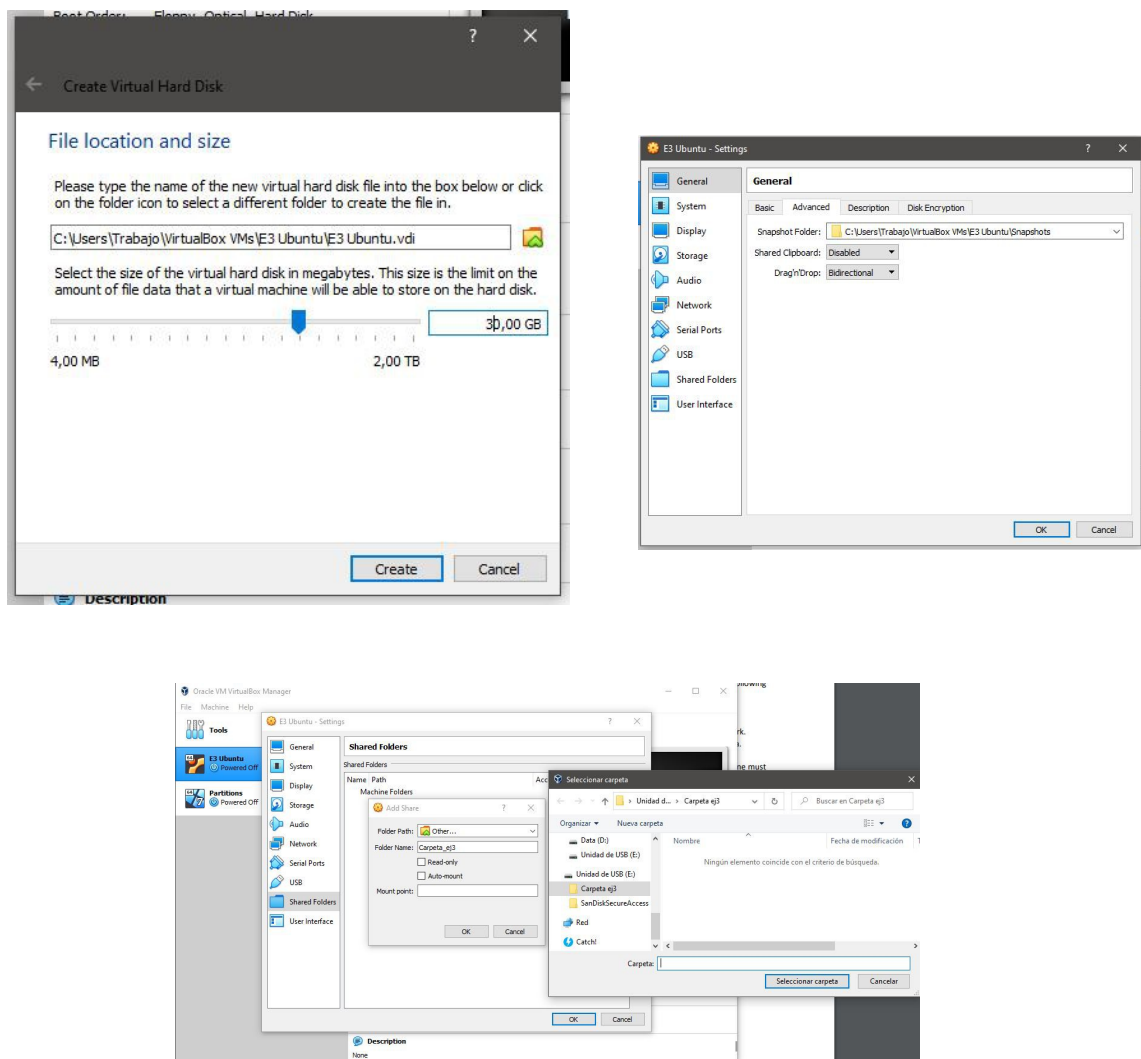 Boot Order: Floppy, Optical, Hard Disk
? ×
← Create Virtual Hard Disk
File location and size
Please type the name of the new virtual hard disk file into the box below or click
on the folder icon to select a different folder to create the file in.
C:\Users\Trabajo\VirtualBox VMs\E3 Ubuntu\E3 Ubuntu.vdi
Select the size of the virtual hard disk in megabytes. This size is the limit on the
amount of file data that a virtual machine will be able to store on the hard disk.
30,00 GB
4,00 MB 2,00 TB
Create Cancel
Description
E3 Ubuntu - Settings ? ×
General
System
Display
Storage
Audio
Network
Serial Ports
USB
Shared Folders
User Interface
General
Basic Advanced Description Disk Encryption
Snapshot Folder: C:\Users\Trabajo\VirtualBox VMs\E3 Ubuntu\Snapshots
Shared Clipboard: Disabled
Drag'n'Drop: Bidirectional
OK Cancel
Oracle VM VirtualBox Manager
File Machine Help
Tools
E3 Ubuntu
Powered Off
Partitions
Powered Off
E3 Ubuntu - Settings ? ×
General
System
Display
Storage
Audio
Network
Serial Ports
USB
Shared Folders
User Interface
Shared Folders
Shared Folders
Name Path Acc
Machine Folders
Add Share ? ×
Folder Path: Other...
Folder Name: Carpeta_ej3
Read-only
Auto-mount
Mount point:
OK Cancel
OK Cancel
Description
None
rk.
ne must
Seleccionar carpeta ×
« Unidad d... › Carpeta ej3 Buscar en Carpeta ej3
Organizar Nueva carpeta
Data (D:)
Unidad de USB (E:)
Unidad de USB (E:)
Carpeta ej3
SanDiskSecureAccess
Red
Catch!
Nombre Fecha de modificación
Ningún elemento coincide con el criterio de búsqueda.
Carpeta:
Seleccionar carpeta Cancelar